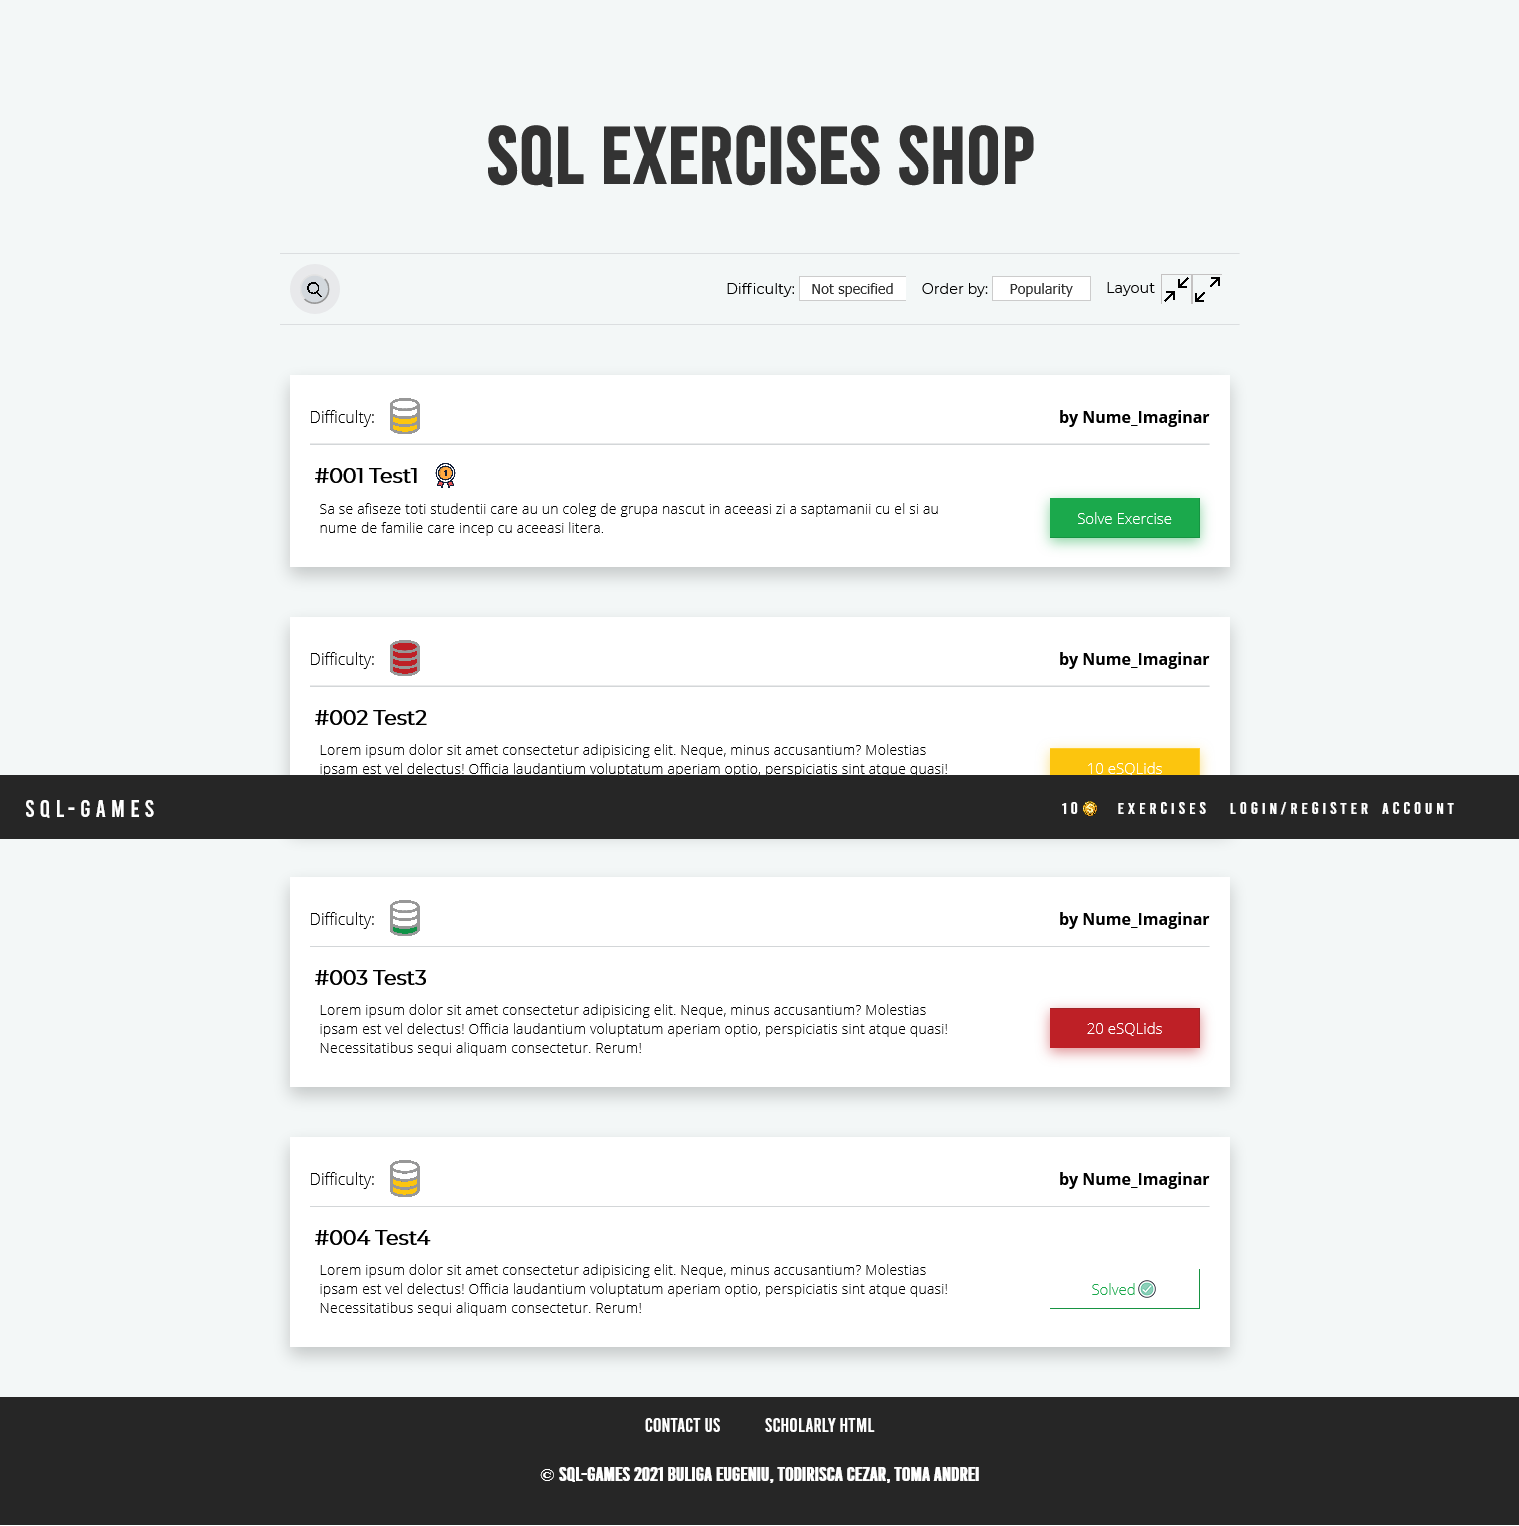 SQL EXERCISES SHOP
Difficulty: Not specified Order by: Popularity Layout
Difficulty: by Nume_Imaginar
#001 Test1 1
Sa se afiseze toti studentii care au un coleg de grupa nascut in aceeasi zi a saptamanii cu el si au
nume de familie care incep cu aceeasi litera.
Solve Exercise
Difficulty: by Nume_Imaginar
#002 Test2
Lorem ipsum dolor sit amet consectetur adipisicing elit. Neque, minus accusantium? Molestias
ipsam est vel delectus! Officia laudantium voluptatum aperiam optio, perspiciatis sint atque quasi!
10 eSQLids
SQL-GAMES 10 EXERCISES LOGIN/REGISTER ACCOUNT
Difficulty: by Nume_Imaginar
#003 Test3
Lorem ipsum dolor sit amet consectetur adipisicing elit. Neque, minus accusantium? Molestias
ipsam est vel delectus! Officia laudantium voluptatum aperiam optio, perspiciatis sint atque quasi!
Necessitatibus sequi aliquam consectetur. Rerum!
20 eSQLids
Difficulty: by Nume_Imaginar
#004 Test4
Lorem ipsum dolor sit amet consectetur adipisicing elit. Neque, minus accusantium? Molestias
ipsam est vel delectus! Officia laudantium voluptatum aperiam optio, perspiciatis sint atque quasi!
Necessitatibus sequi aliquam consectetur. Rerum!
Solved
CONTACT US SCHOLARLY HTML
© SQL-GAMES 2021 BULIGA EUGENIU, TODIRISCA CEZAR, TOMA ANDREI